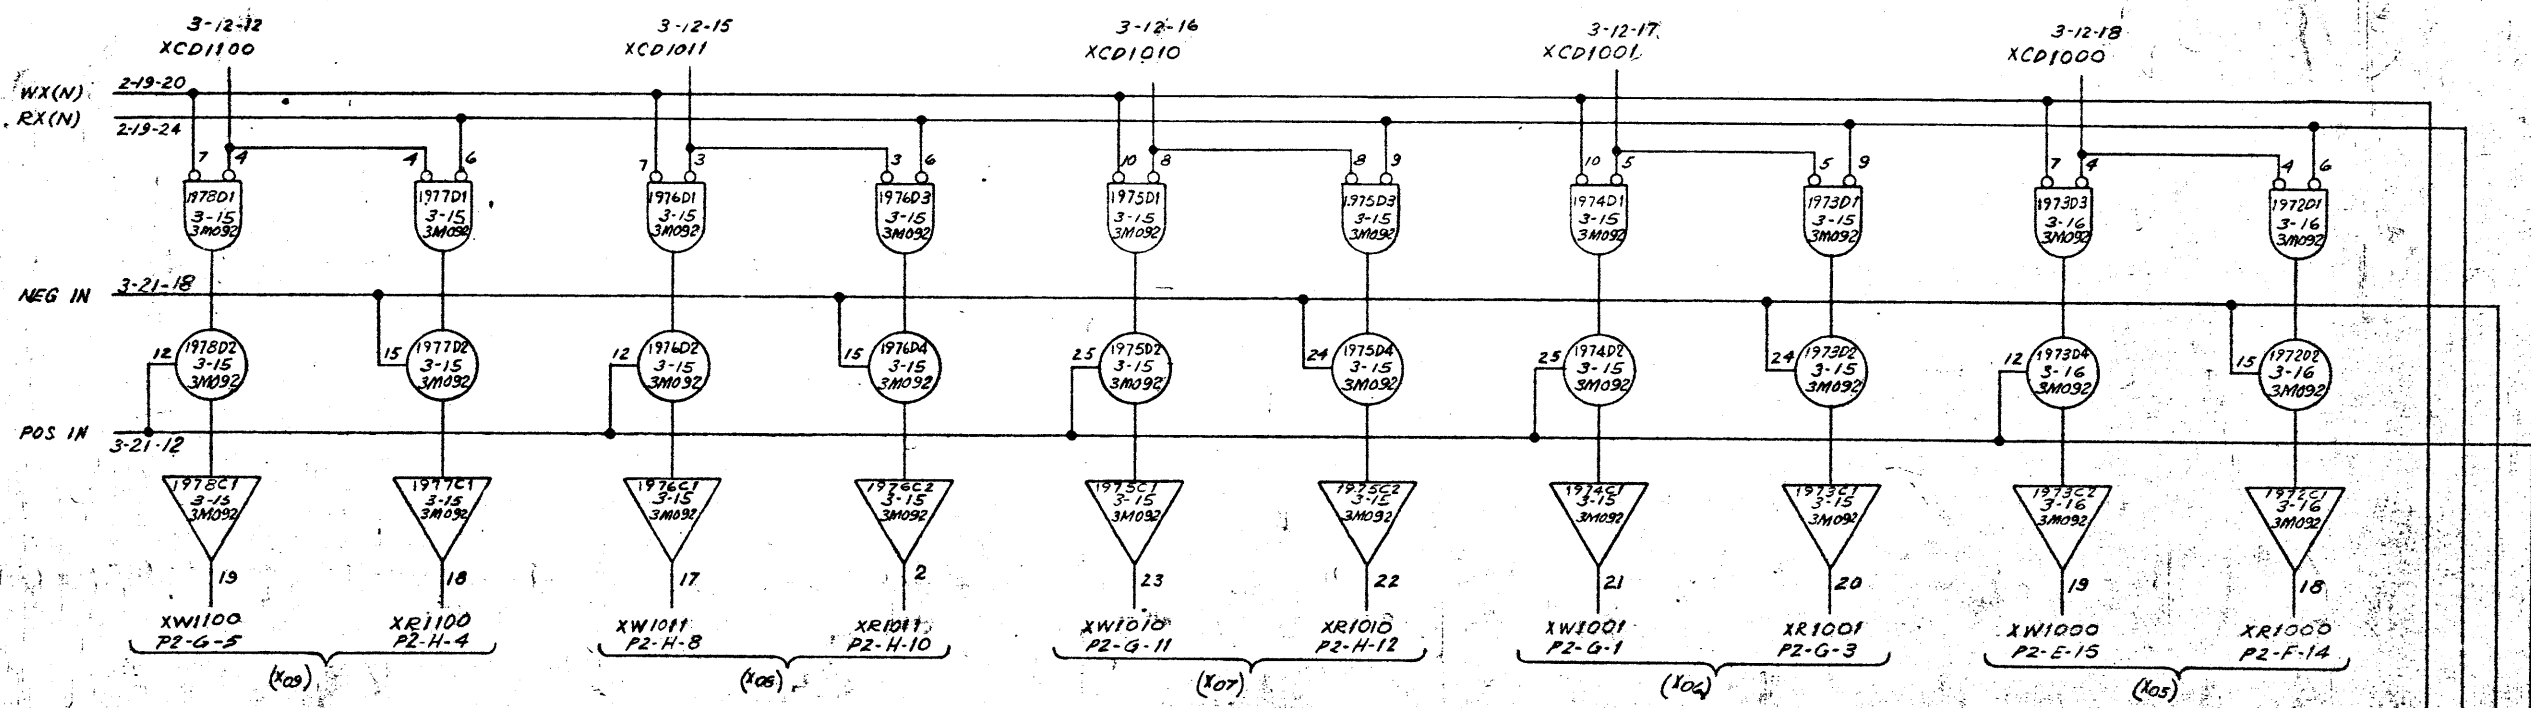 3-12-12
XCD1100
3-12-15
XCD1011
3-12-16
XCD1010
3-12-17
XCD1001
3-12-18
XCD1000
WX(N) 2-19-20
RX(N) 2-19-24
7 4 4 6 7 3 3 6 10 8 8 9 10 5 5 9 7 4 4 6
1978D1
3-15
3M092
1977D1
3-15
3M092
1976D1
3-15
3M092
1976D3
3-15
3M092
1975D1
3-15
3M092
1975D3
3-15
3M092
1974D1
3-15
3M092
1973D1
3-15
3M092
1973D3
3-16
3M092
1972D1
3-16
3M092
NEG IN 3-21-18
12
1978D2
3-15
3M092
15
1977D2
3-15
3M092
12
1976D2
3-15
3M092
15
1976D4
3-15
3M092
25
1975D2
3-15
3M092
24
1975D4
3-15
3M092
25
1974D2
3-15
3M092
24
1973D2
3-15
3M092
12
1973D4
3-16
3M092
15
1972D2
3-16
3M092
POS IN 3-21-12
1978C1
3-15
3M092
1977C1
3-15
3M092
1976C1
3-15
3M092
1976C2
3-15
3M092
1975C1
3-15
3M092
1975C2
3-15
3M092
1974C1
3-15
3M092
1973C1
3-15
3M092
1973C2
3-16
3M092
1972C1
3-16
3M092
19 18 17 2 23 22 21 20 19 18
XW1100
P2-G-5
XR1100
P2-H-4
XW1011
P2-H-8
XR1011
P2-H-10
XW1010
P2-G-11
XR1010
P2-H-12
XW1001
P2-G-1
XR1001
P2-G-3
XW1000
P2-E-15
XR1000
P2-F-14
(X09)
(X08)
(X07)
(X05)